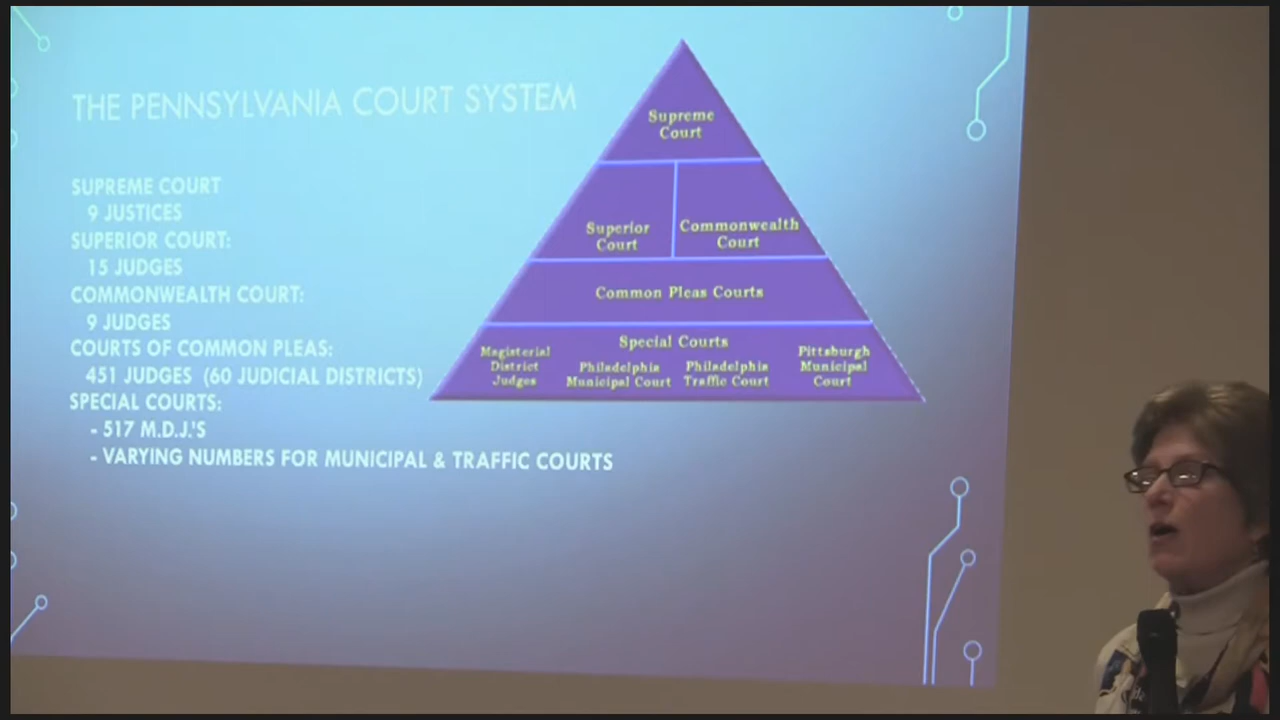 THE PENNSYLVANIA COURT SYSTEM
SUPREME COURT
9 JUSTICES
SUPERIOR COURT:
15 JUDGES
COMMONWEALTH COURT:
9 JUDGES
COURTS OF COMMON PLEAS:
451 JUDGES (60 JUDICIAL DISTRICTS)
SPECIAL COURTS:
- 517 M.D.J.'S
- VARYING NUMBERS FOR MUNICIPAL & TRAFFIC COURTS
Supreme
Court
Superior
Court
Commonwealth
Court
Common Pleas Courts
Special Courts
Magisterial
District
Judges
Philadelphia
Municipal Court
Philadelphia
Traffic Court
Pittsburgh
Municipal
Court